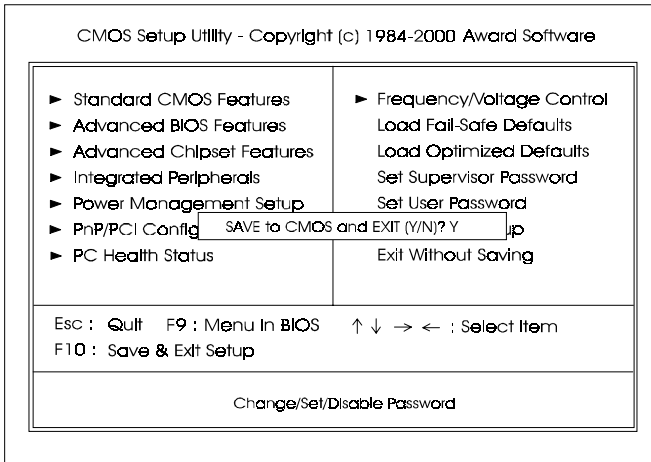 CMOS Setup Utility - Copyright (c) 1984-2000 Award Software
► Standard CMOS Features
► Advanced BIOS Features
► Advanced Chipset Features
► Integrated Peripherals
► Power Management Setup
► PnP/PCI Config
► PC Health Status
► Frequency/Voltage Control
Load Fail-Safe Defaults
Load Optimized Defaults
Set Supervisor Password
Set User Password
up
Exit Without Saving
SAVE to CMOS and EXIT (Y/N)? Y
Esc : Quit F9 : Menu In BIOS ↑ ↓ → ← : Select Item
F10 : Save & Exit Setup
Change/Set/Disable Password